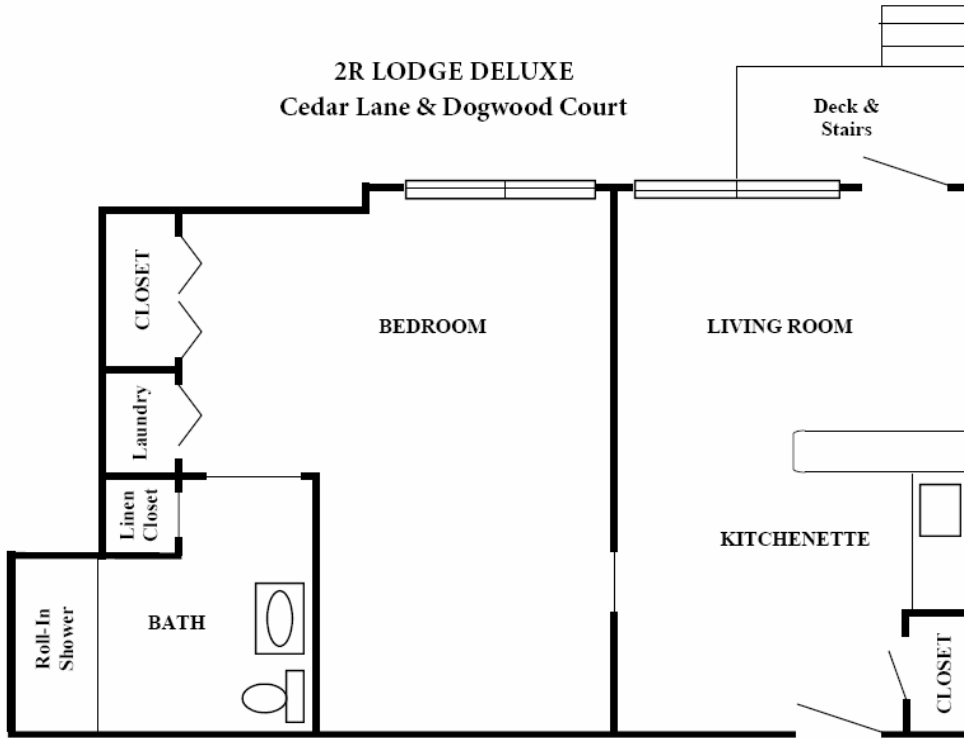 2R LODGE DELUXE
Cedar Lane & Dogwood Court
Deck &
Stairs
CLOSET
BEDROOM
LIVING ROOM
Laundry
Linen
Closet
KITCHENETTE
Roll-In
Shower
BATH
CLOSET